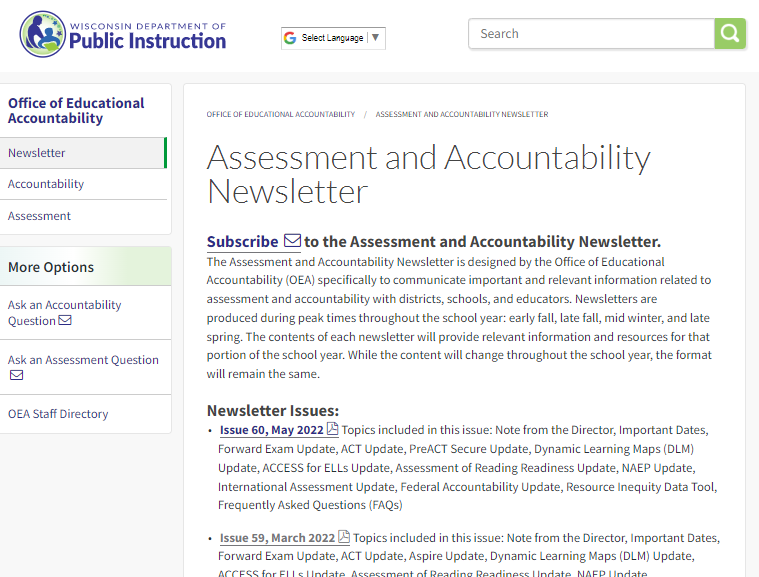 WISCONSIN DEPARTMENT OF
Public Instruction
Select Language
Search
Office of Educational
Accountability
Newsletter
Accountability
Assessment
More Options
Ask an Accountability
Question
Ask an Assessment Question
OEA Staff Directory
OFFICE OF EDUCATIONAL ACCOUNTABILITY / ASSESSMENT AND ACCOUNTABILITY NEWSLETTER
Assessment and Accountability
Newsletter
Subscribe to the Assessment and Accountability Newsletter.
The Assessment and Accountability Newsletter is designed by the Office of Educational
Accountability (OEA) specifically to communicate important and relevant information related to
assessment and accountability with districts, schools, and educators. Newsletters are
produced during peak times throughout the school year: early fall, late fall, mid winter, and late
spring. The contents of each newsletter will provide relevant information and resources for that
portion of the school year. While the content will change throughout the school year, the format
will remain the same.
Newsletter Issues:
• Issue 60, May 2022 Topics included in this issue: Note from the Director, Important Dates,
Forward Exam Update, ACT Update, PreACT Secure Update, Dynamic Learning Maps (DLM)
Update, ACCESS for ELLs Update, Assessment of Reading Readiness Update, NAEP Update,
International Assessment Update, Federal Accountability Update, Resource Inequity Data Tool,
Frequently Asked Questions (FAQs)
• Issue 59, March 2022 Topics included in this issue: Note from the Director, Important Dates,
Forward Exam Update, ACT Update, Aspire Update, Dynamic Learning Maps (DLM) Update,
ACCESS for ELLs Update, Assessment of Reading Readiness Update, NAEP Update